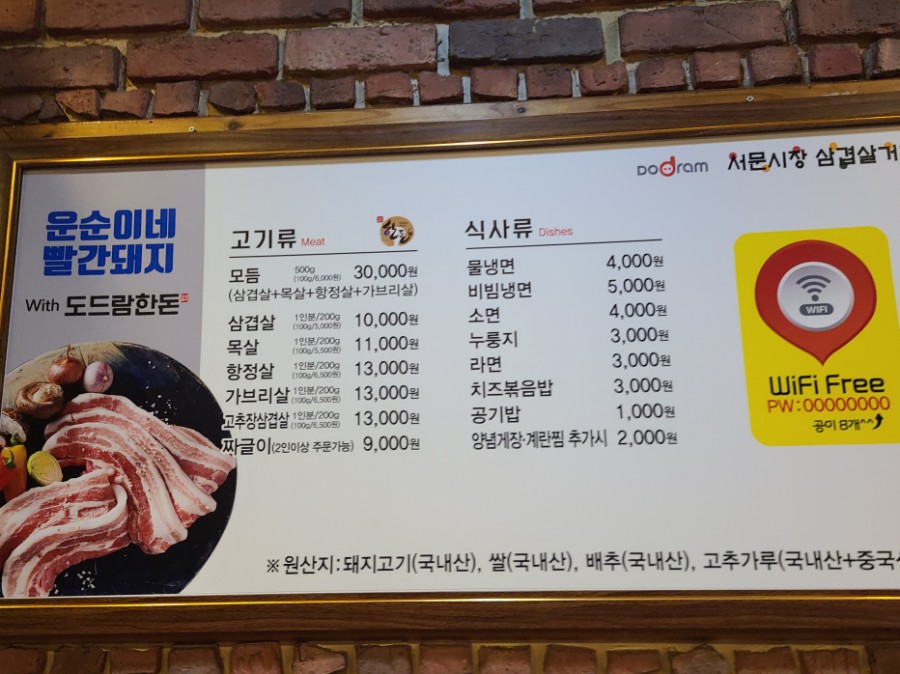 DODram 서문시장 삼겹살거
운순이네
빨간돼지
With 도드람한돈
고기류 Meat
한돈
모듬 500g (100g/6,000원) 30,000원
(삼겹살+목살+항정살+가브리살)
삼겹살 1인분/200g (100g/5,000원) 10,000원
목살 1인분/200g (100g/5,500원) 11,000원
항정살 1인분/200g (100g/6,500원) 13,000원
가브리살 1인분/200g (100g/6,500원) 13,000원
고추장삼겹살 1인분/200g (100g/6,500원) 13,000원
짜글이(2인이상 주문가능) 9,000원
식사류 Dishes
물냉면 4,000원
비빔냉면 5,000원
소면 4,000원
누룽지 3,000원
라면 3,000원
치즈볶음밥 3,000원
공기밥 1,000원
양념게장·계란찜 추가시 2,000원
WIFI
WiFi Free
PW:00000000
공이 8개^^
※원산지:돼지고기(국내산), 쌀(국내산), 배추(국내산), 고추가루(국내산+중국